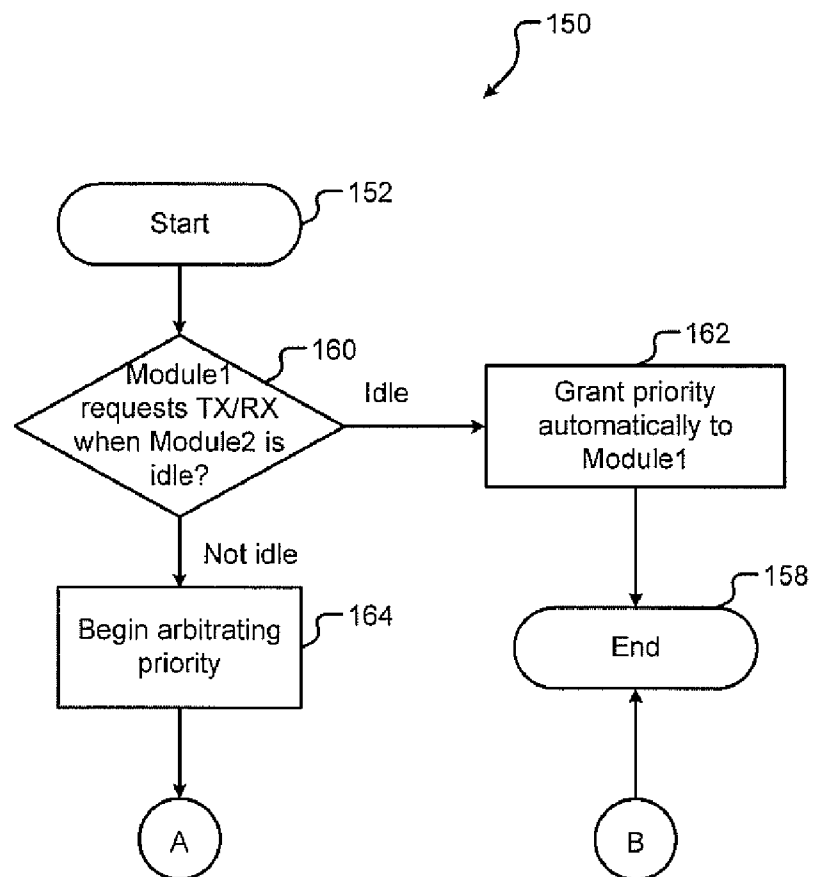 150
Start
152
Module1
requests TX/RX
when Module2 is
idle?
160
Idle
162
Grant priority
automatically to
Module1
Not idle
Begin arbitrating
priority
164
End
158
A
B